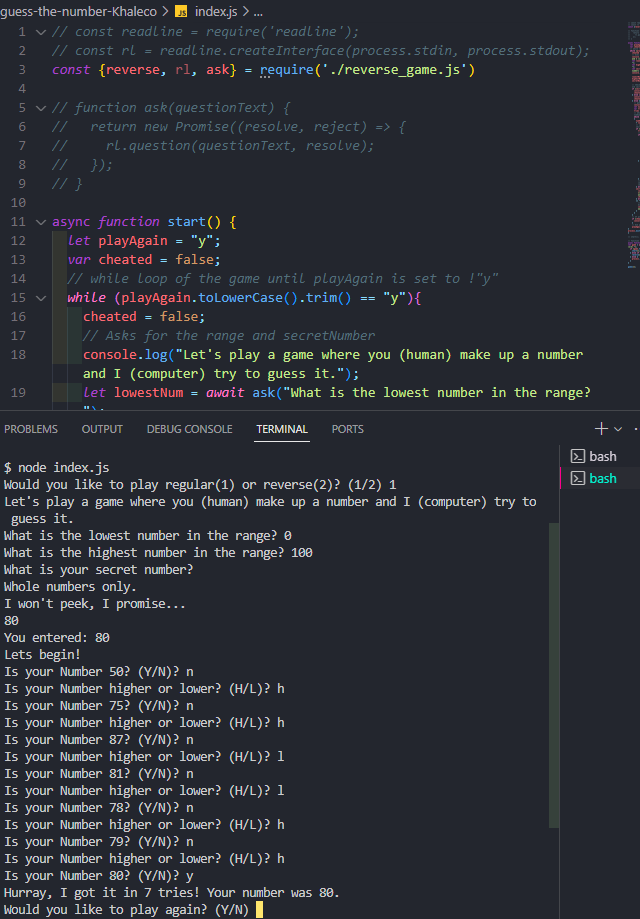 guess-the-number-Khaleco > JS index.js > ...
1 // const readline = require('readline');
2 // const rl = readline.createInterface(process.stdin, process.stdout);
3 const {reverse, rl, ask} = require('./reverse_game.js')
4
5 // function ask(questionText) {
6 //   return new Promise((resolve, reject) => {
7 //     rl.question(questionText, resolve);
8 //   });
9 // }
10
11 async function start() {
12   let playAgain = "y";
13   var cheated = false;
14   // while loop of the game until playAgain is set to !"y"
15   while (playAgain.toLowerCase().trim() == "y"){
16     cheated = false;
17     // Asks for the range and secretNumber
18     console.log("Let's play a game where you (human) make up a number
and I (computer) try to guess it.");
19     let lowestNum = await ask("What is the lowest number in the range?
");
PROBLEMS OUTPUT DEBUG CONSOLE TERMINAL PORTS
bash
bash
$ node index.js
Would you like to play regular(1) or reverse(2)? (1/2) 1
Let's play a game where you (human) make up a number and I (computer) try to
guess it.
What is the lowest number in the range? 0
What is the highest number in the range? 100
What is your secret number?
Whole numbers only.
I won't peek, I promise...
80
You entered: 80
Lets begin!
Is your Number 50? (Y/N)? n
Is your Number higher or lower? (H/L)? h
Is your Number 75? (Y/N)? n
Is your Number higher or lower? (H/L)? h
Is your Number 87? (Y/N)? n
Is your Number higher or lower? (H/L)? l
Is your Number 81? (Y/N)? n
Is your Number higher or lower? (H/L)? l
Is your Number 78? (Y/N)? n
Is your Number higher or lower? (H/L)? h
Is your Number 79? (Y/N)? n
Is your Number higher or lower? (H/L)? h
Is your Number 80? (Y/N)? y
Hurray, I got it in 7 tries! Your number was 80.
Would you like to play again? (Y/N)